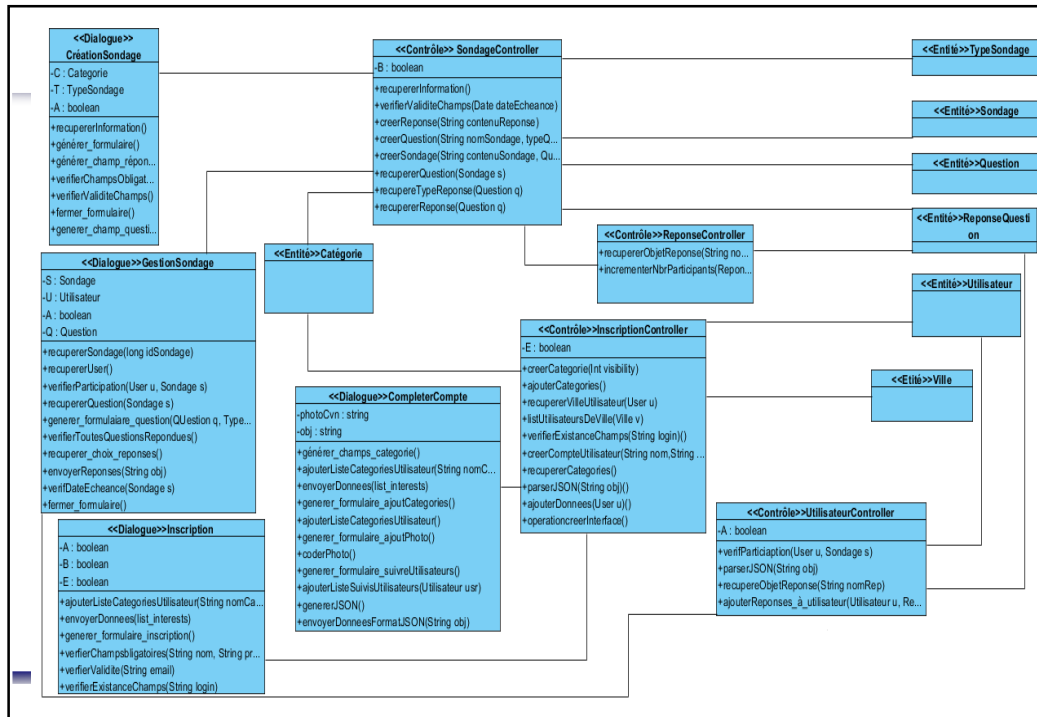 <<Dialogue>>
CréationSondage
-C : Categorie
-T : TypeSondage
-A : boolean
+recupererInformation()
+générer_formulaire()
+générer_champ_répon...
+verifierChampsObligat...
+verifierValiditeChamps()
+fermer_formulaire()
+generer_champ_questi...
<<Contrôle>> SondageController
-B : boolean
+recupererInformation()
+verifierValiditeChamps(Date dateEcheance)
+creerReponse(String contenuReponse)
+creerQuestion(String nomSondage, typeQ...
+creerSondage(String contenuSondage, Qu...
+recupererQuestion(Sondage s)
+recupereTypeReponse(Question q)
+recupererReponse(Question q)
<<Entité>>TypeSondage
<<Entité>>Sondage
<<Entité>>Question
<<Entité>>ReponseQuesti
on
<<Contrôle>>ReponseController
+recupererObjetReponse(String no...
+incrementerNbrParticipants(Repon...
<<Entité>>Catégorie
<<Dialogue>>GestionSondage
-S : Sondage
-U : Utilisateur
-A : boolean
-Q : Question
+recupererSondage(long idSondage)
+recupererUser()
+verifierParticipation(User u, Sondage s)
+recupererQuestion(Sondage s)
+generer_formulaiare_question(QUestion q, Type...
+verifierToutesQuestionsRepondues()
+recuperer_choix_reponses()
+envoyerReponses(String obj)
+verifDateEcheance(Sondage s)
+fermer_formulaire()
<<Entité>>Utilisateur
<<Contrôle>>InscriptionController
-E : boolean
+creerCategorie(Int visibility)
+ajouterCategories()
+recupererVilleUtilisateur(User u)
+listUtilisateursDeVille(Ville v)
+verifierExistanceChamps(String login)()
+creerCompteUtilisateur(String nom,String ...
+recupererCategories()
+parserJSON(String obj)()
+ajouterDonnees(User u)()
+operationcreerInterface()
<<Etité>>Ville
<<Dialogue>>CompleterCompte
-photoCvn : string
-obj : string
+générer_champs_categorie()
+ajouterListeCategoriesUtilisateur(String nomC...
+envoyerDonnees(list_interests)
+generer_formulaire_ajoutCategories()
+ajouterListeCategoriesUtilisateur()
+generer_formulaire_ajoutPhoto()
+coderPhoto()
+generer_formulaire_suivreUtilisateurs()
+ajouterListeSuivisUtilisateurs(Utilisateur usr)
+genererJSON()
+envoyerDonneesFormatJSON(String obj)
<<Contrôle>>UtilisateurController
-A : boolean
+verifParticiaption(User u, Sondage s)
+parserJSON(String obj)
+recupereObjetReponse(String nomRep)
+ajouterReponses_à_utilisateur(Utilisateur u, Re...
<<Dialogue>>Inscription
-A : boolean
-B : boolean
-E : boolean
+ajouterListeCategoriesUtilisateur(String nomCa...
+envoyerDonnees(list_interests)
+generer_formulaire_inscription()
+verfierChampsbligatoires(String nom, String pr...
+verfierValidite(String email)
+verifierExistanceChamps(String login)